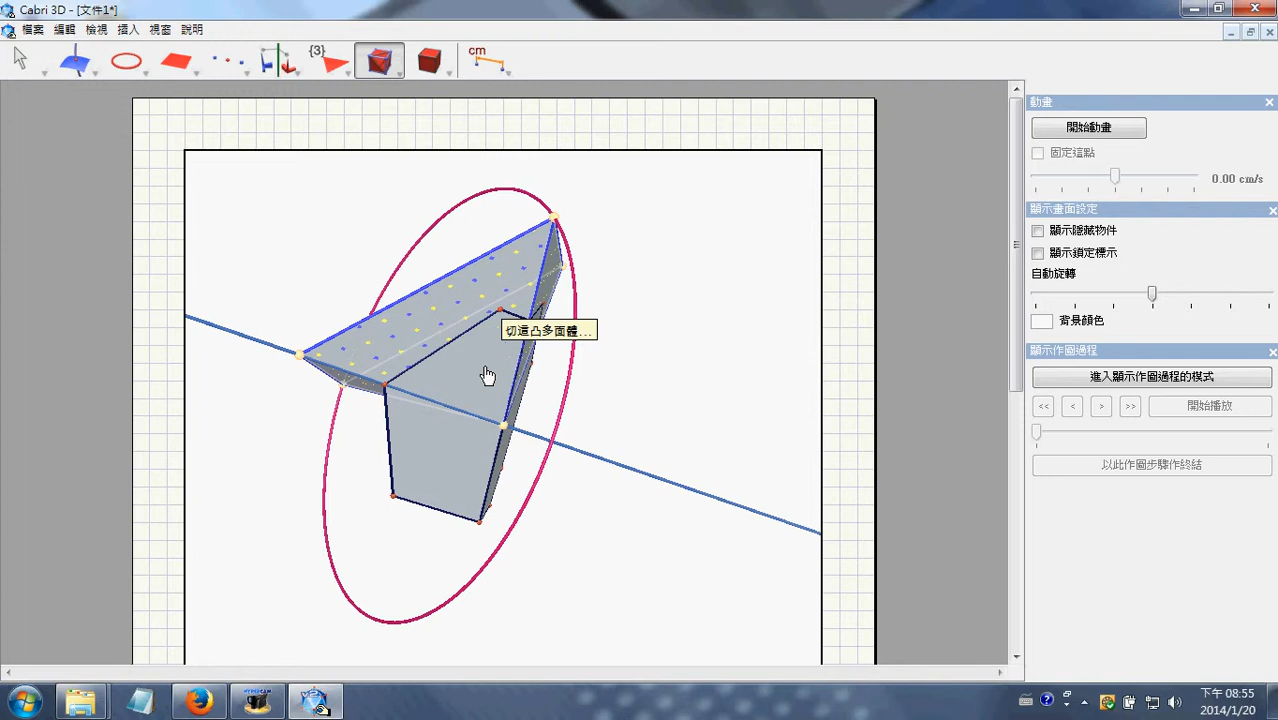 Cabri 3D - [文件1*]
檔案 編輯 檢視 插入 視窗 說明
{3}
cm
動畫
開始動畫
固定這點
0.00 cm/s
顯示畫面設定
顯示隱藏物件
顯示鎖定標示
自動旋轉
背景顏色
顯示作圖過程
進入顯示作圖過程的模式
<< < > >> 開始播放
以此作圖步驟作終結
切這凸多面體...
HYPERCAM
下午 08:55
2014/1/20